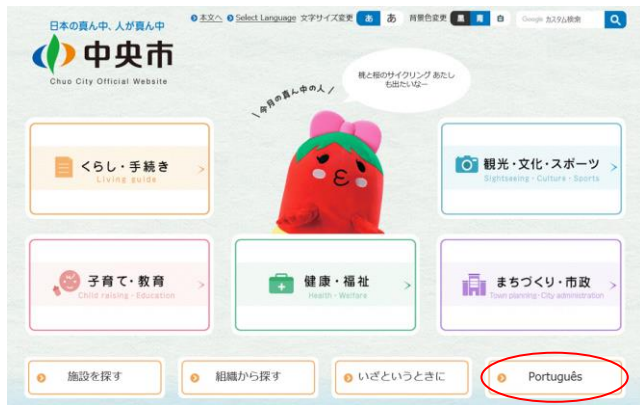 日本の真ん中、人が真ん中
中央市
Chuo City Official Website
本文へ Select Language 文字サイズ変更 あ あ 背景色変更 黒 青 白 Google カスタム検索
今月の真ん中の人
桃と桜のサイクリング あたし
も出たいなー
くらし・手続き
Living guide
観光・文化・スポーツ
Sightseeing・Culture・Sports
子育て・教育
Child raising・Education
健康・福祉
Health・Welfare
まちづくり・市政
Town planning・City administration
施設を探す
組織から探す
いざというときに
Português